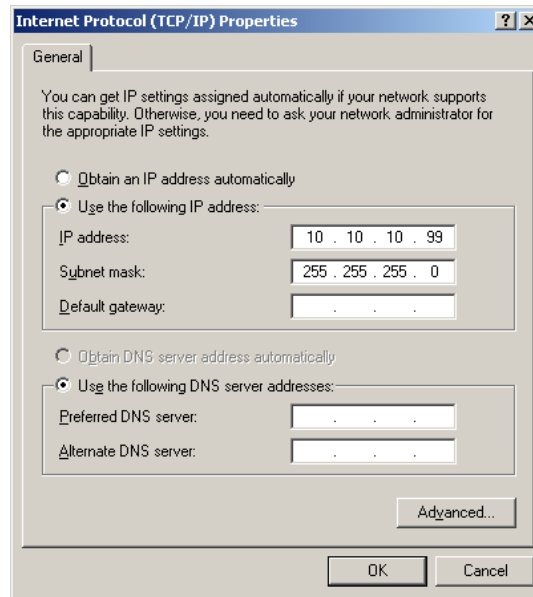 Internet Protocol (TCP/IP) Properties
General
You can get IP settings assigned automatically if your network supports
this capability. Otherwise, you need to ask your network administrator for
the appropriate IP settings.
Obtain an IP address automatically
Use the following IP address:
IP address: 10 . 10 . 10 . 99
Subnet mask: 255 . 255 . 255 . 0
Default gateway: . . .
Obtain DNS server address automatically
Use the following DNS server addresses:
Preferred DNS server: . . .
Alternate DNS server: . . .
Advanced...
OK Cancel